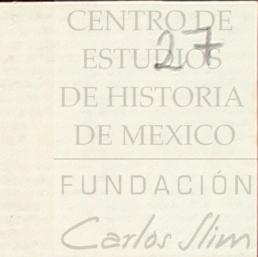 CENTRO DE
ESTUDIOS
27
DE HISTORIA
DE MEXICO
FUNDACIÓN
Carlos Slim